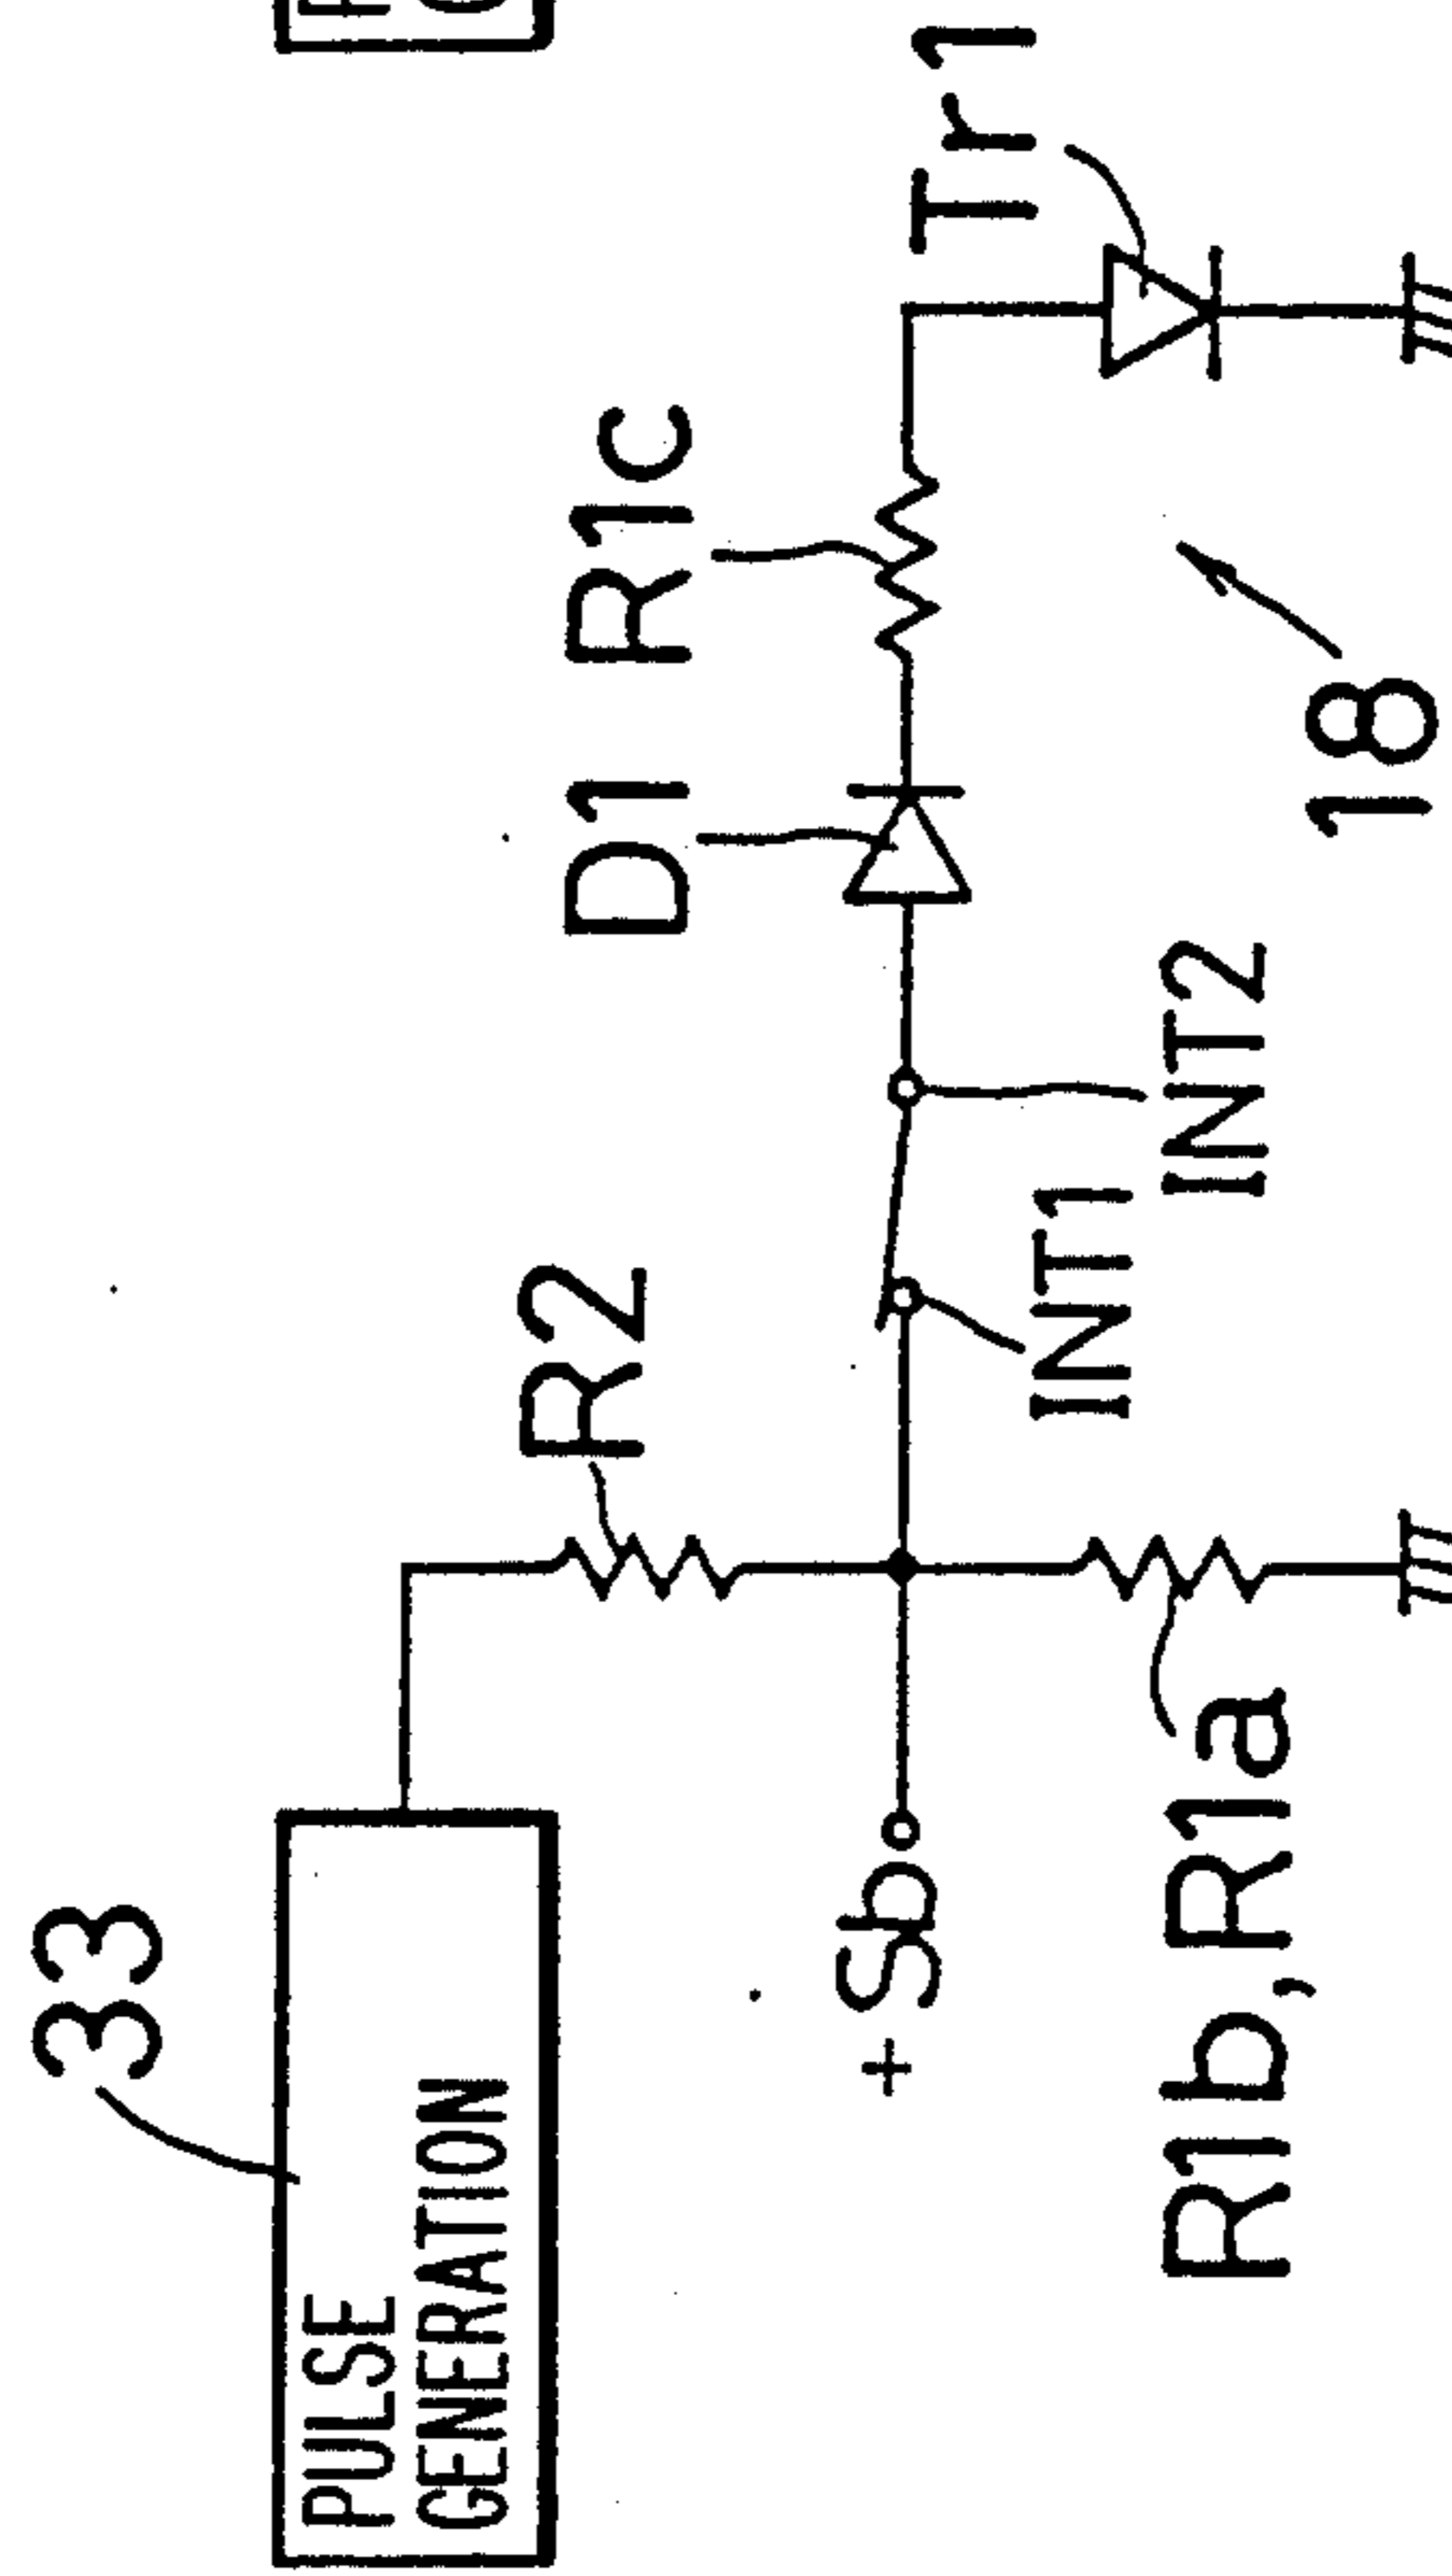 33
PULSE
GENERATION
R2
D1 R1c
Tr1
+ Sb
INT1
INT2
R1b,R1a
18